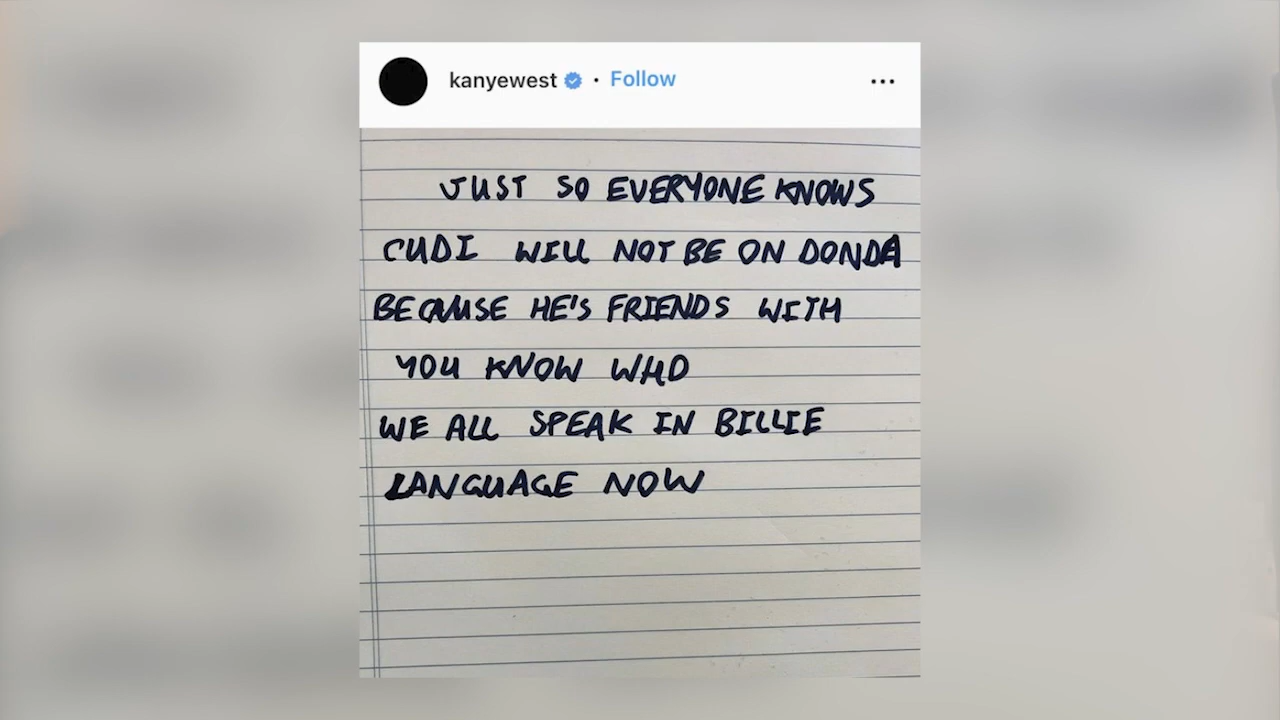 kanyewest · Follow ...
JUST SO EVERYONE KNOWS
CUDI WILL NOT BE ON DONDA
BECAUSE HE'S FRIENDS WITH
YOU KNOW WHO
WE ALL SPEAK IN BILLIE
LANGUAGE NOW